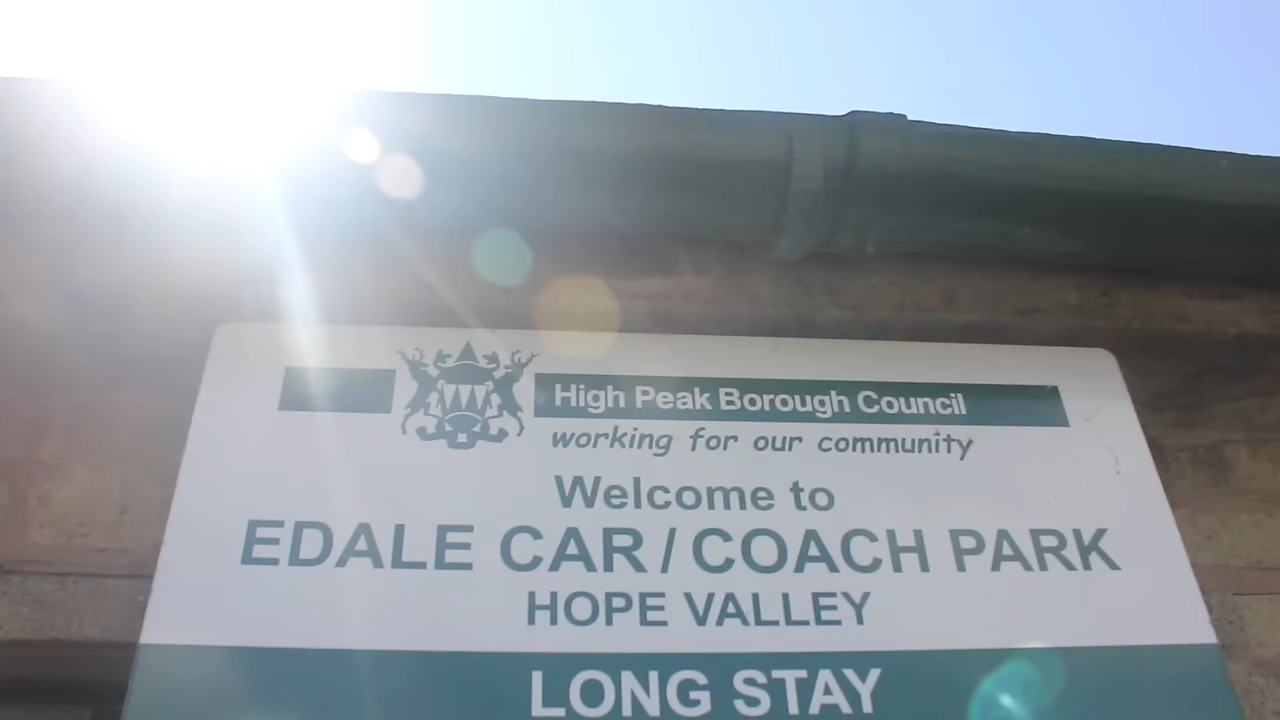 High Peak Borough Council
working for our community
Welcome to
EDALE CAR / COACH PARK
HOPE VALLEY
LONG STAY